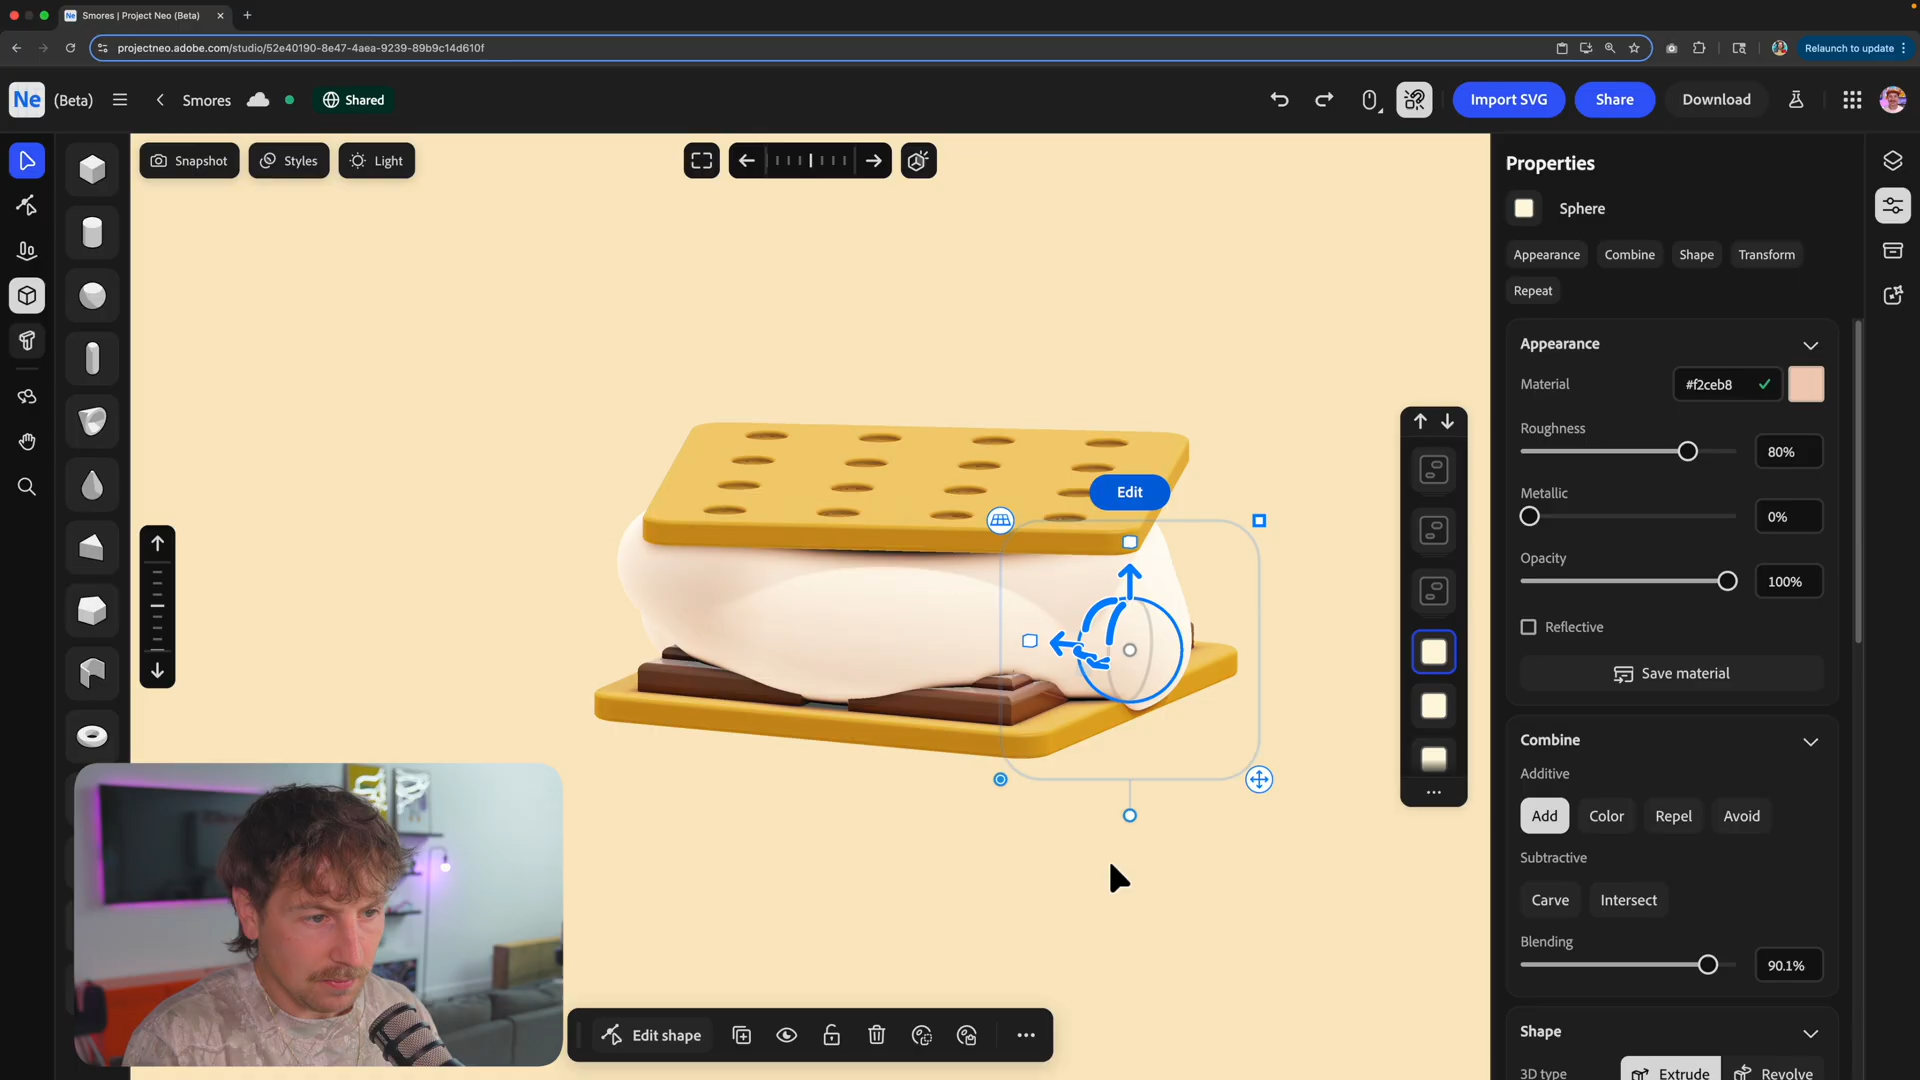 Smores | Project Neo (Beta)
projectneo.adobe.com/studio/52e40190-8e47-4aea-9239-89b9c14d610f
Relaunch to update
Ne (Beta) Smores Shared
Import SVG Share Download
Snapshot Styles Light
Edit
Edit shape
Properties
Sphere
Appearance Combine Shape Transform
Repeat
Appearance
Material #f2ceb8
Roughness
80%
Metallic
0%
Opacity
100%
Reflective
Save material
Combine
Additive
Add Color Repel Avoid
Subtractive
Carve Intersect
Blending
90.1%
Shape
3D type Extrude Revolve